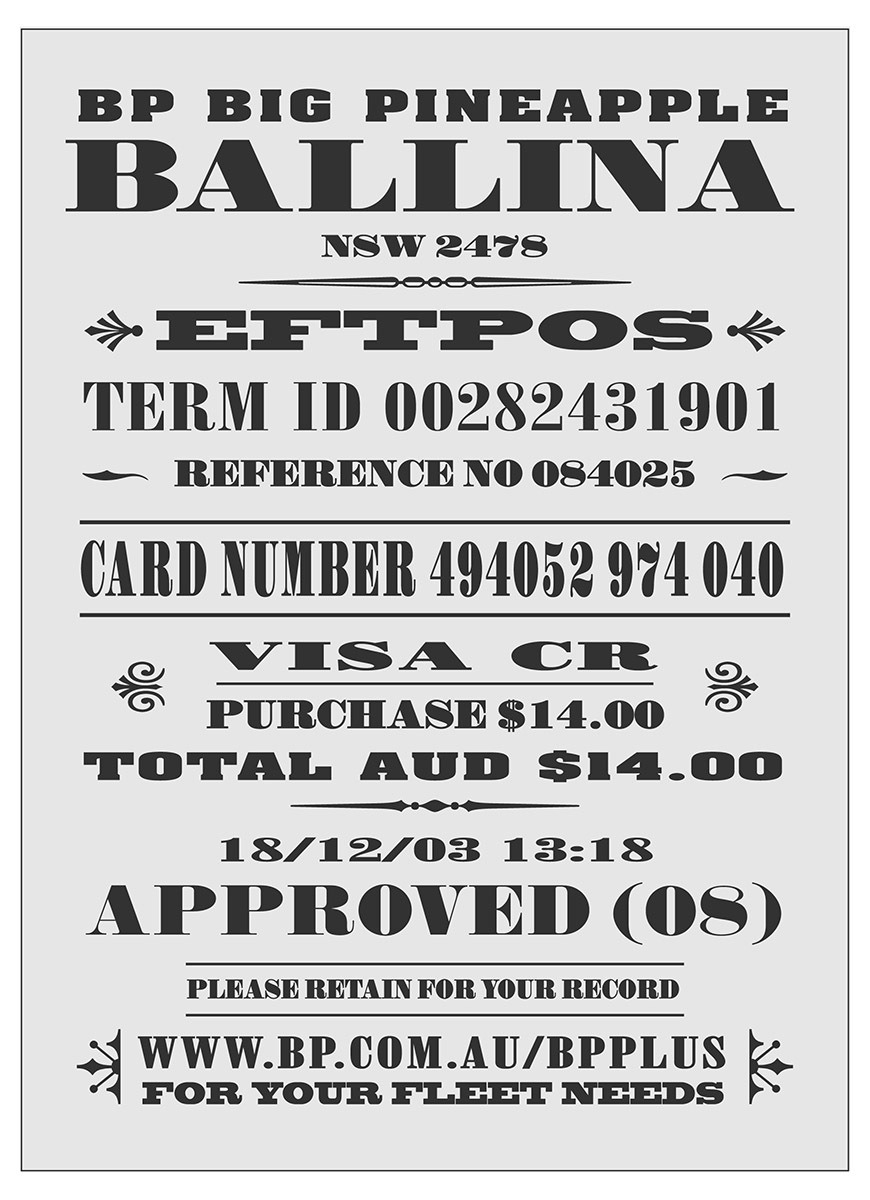 BP BIG PINEAPPLE
BALLINA
NSW 2478
EFTPOS
TERM ID 00282431901
REFERENCE NO 084025
CARD NUMBER 494052 974 040
VISA CR
PURCHASE $14.00
TOTAL AUD $14.00
18/12/03 13:18
APPROVED (08)
PLEASE RETAIN FOR YOUR RECORD
WWW.BP.COM.AU/BPPLUS
FOR YOUR FLEET NEEDS